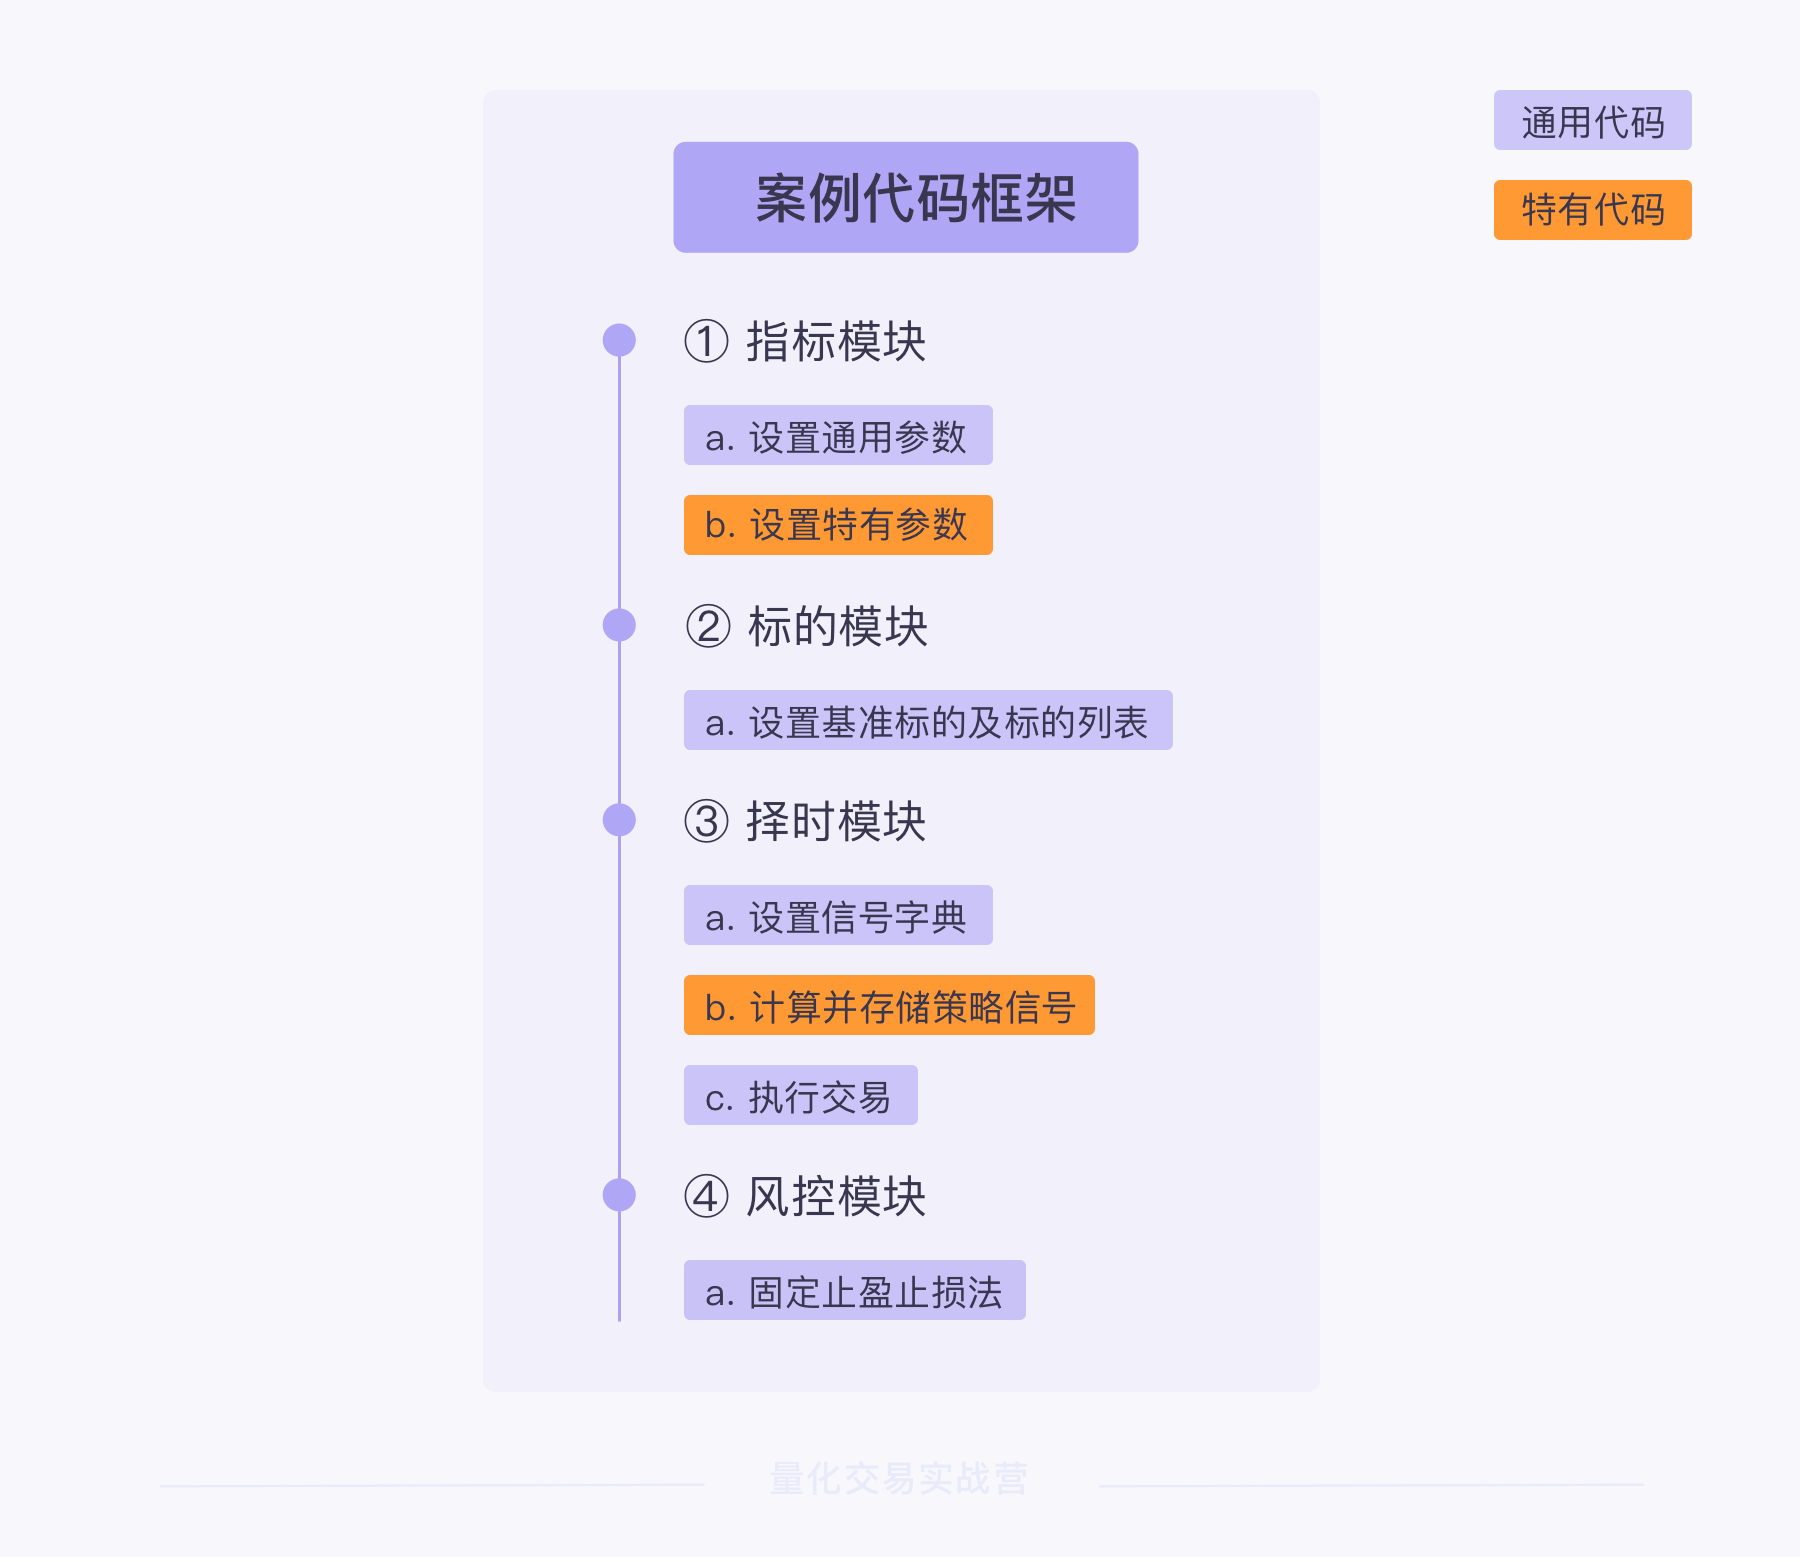 案例代码框架
通用代码
特有代码
① 指标模块
a. 设置通用参数
b. 设置特有参数
② 标的模块
a. 设置基准标的及标的列表
③ 择时模块
a. 设置信号字典
b. 计算并存储策略信号
c. 执行交易
④ 风控模块
a. 固定止盈止损法
量化交易实战营